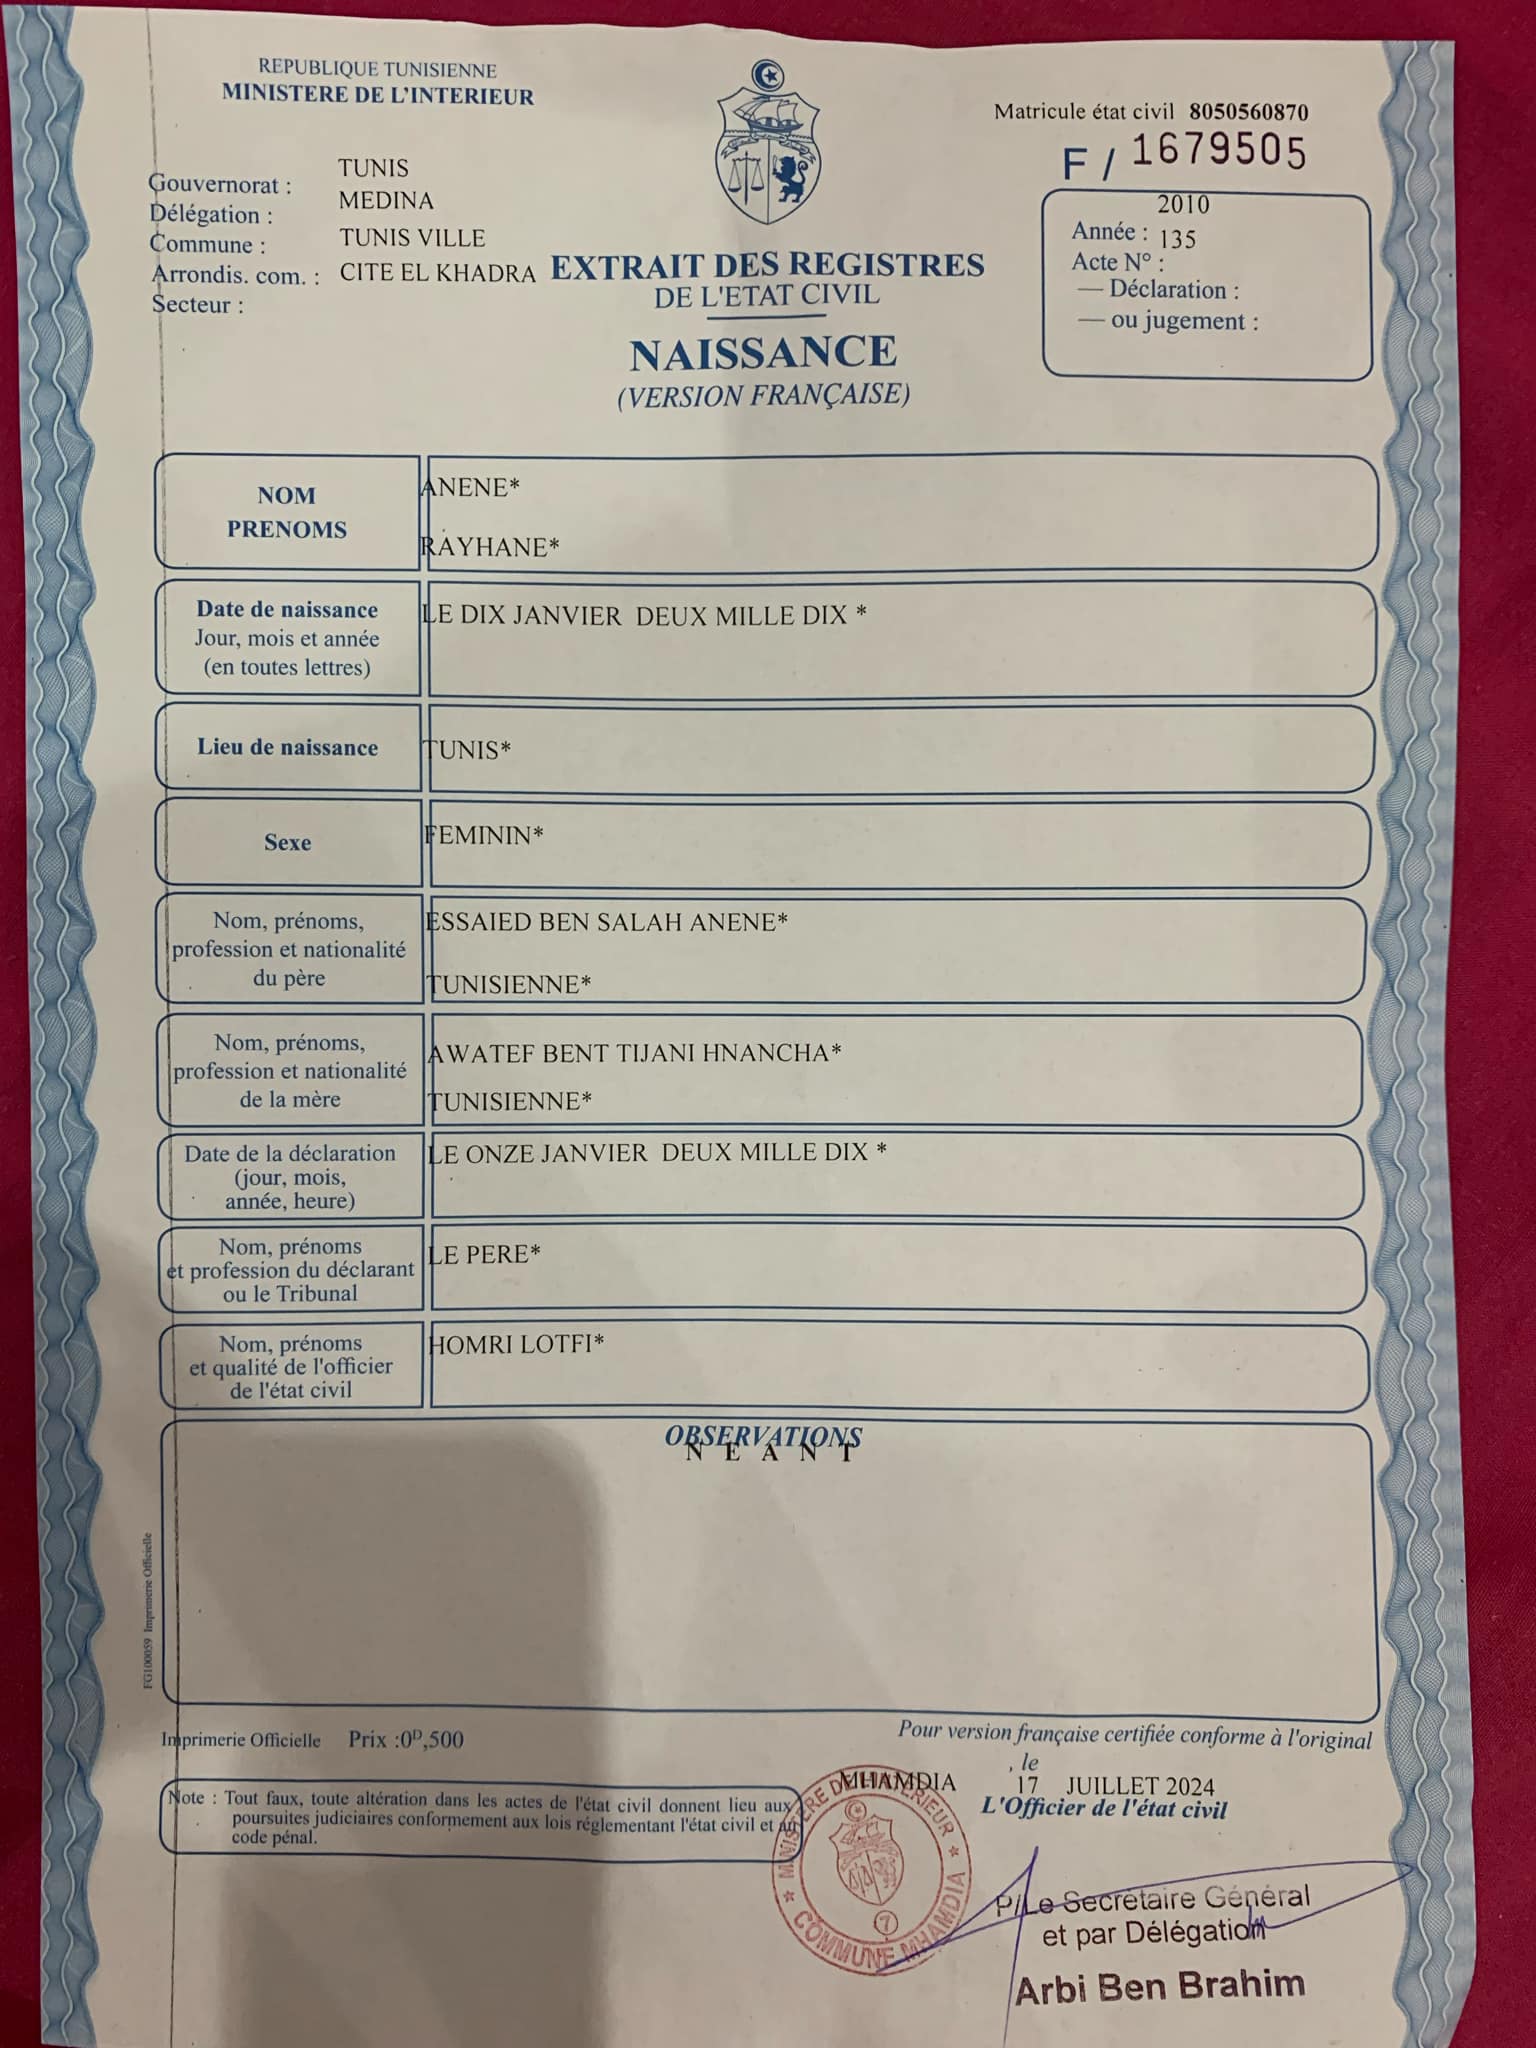 REPUBLIQUE TUNISIENNE
MINISTERE DE L'INTERIEUR
Matricule état civil 8050560870
F / 1679505
Gouvernorat : TUNIS
Délégation : MEDINA
Commune : TUNIS VILLE
Arrondis. com. : CITE EL KHADRA
Secteur :
2010
Année : 135
Acte N° :
— Déclaration :
— ou jugement :
EXTRAIT DES REGISTRES
DE L'ETAT CIVIL
NAISSANCE
(VERSION FRANÇAISE)
NOM
PRENOMS
ANENE*
RAYHANE*
Date de naissance
Jour, mois et année
(en toutes lettres)
LE DIX JANVIER DEUX MILLE DIX *
Lieu de naissance
TUNIS*
Sexe
FEMININ*
Nom, prénoms,
profession et nationalité
du père
ESSAIED BEN SALAH ANENE*
TUNISIENNE*
Nom, prénoms,
profession et nationalité
de la mère
AWATEF BENT TIJANI HNANCHA*
TUNISIENNE*
Date de la déclaration
(jour, mois,
année, heure)
LE ONZE JANVIER DEUX MILLE DIX *
Nom, prénoms
et profession du déclarant
ou le Tribunal
LE PERE*
Nom, prénoms
et qualité de l'officier
de l'état civil
HOMRI LOTFI*
OBSERVATIONS
N E A N T
FG100059 Imprimerie Officielle
Imprimerie Officielle Prix :0D,500
Pour version française certifiée conforme à l'original
, le
MHAMDIA 17 JUILLET 2024
L'Officier de l'état civil
Note : Tout faux, toute altération dans les actes de l'état civil donnent lieu aux
poursuites judiciaires conformement aux lois réglementant l'état civil et au
code pénal.
MINISTERE DE L'INTERIEUR
COMMUNE MHAMDIA
7
P/Le Secrétaire Général
et par Délégation
Arbi Ben Brahim